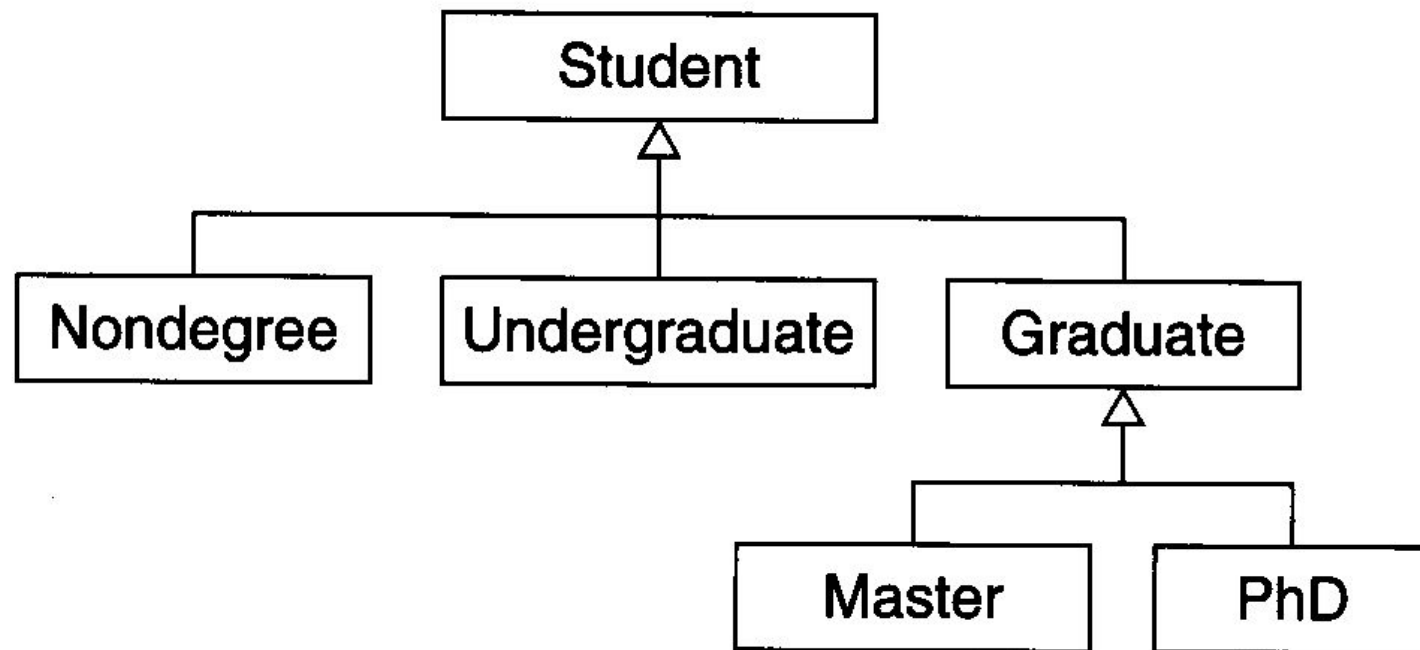 Student
Nondegree
Undergraduate
Graduate
Master
PhD